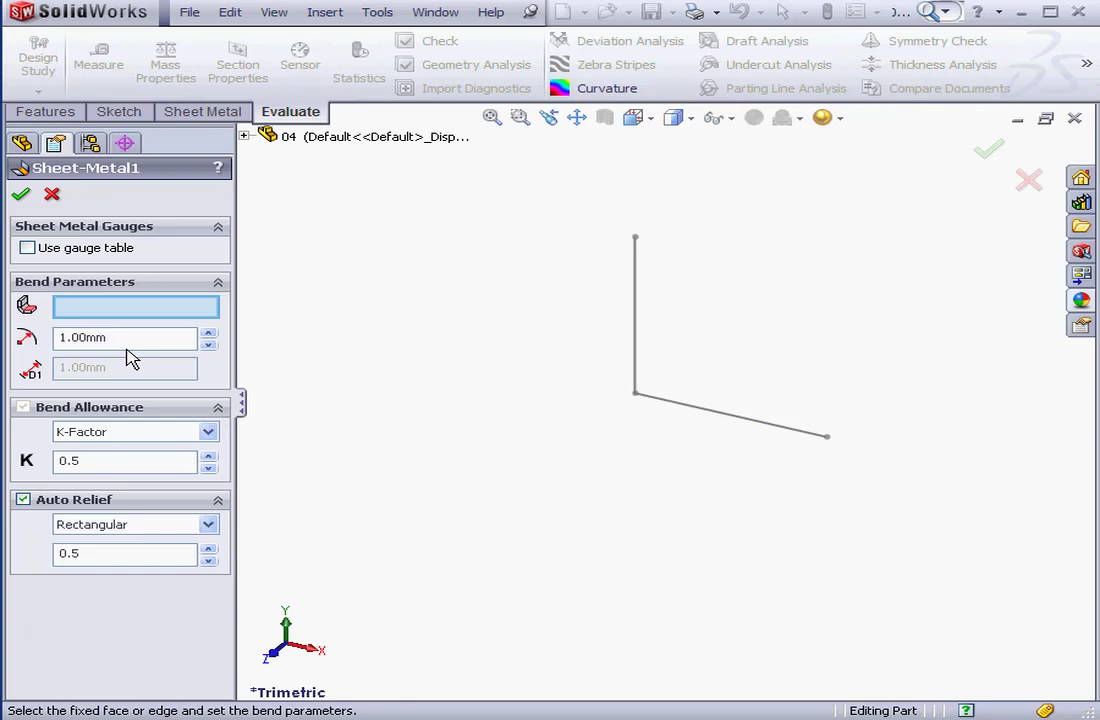 SolidWorks
File Edit View Insert Tools Window Help
)... ?
Design Study
Measure
Mass Properties
Section Properties
Sensor
Statistics
Check
Geometry Analysis
Import Diagnostics
Deviation Analysis
Zebra Stripes
Curvature
Draft Analysis
Undercut Analysis
Parting Line Analysis
Symmetry Check
Thickness Analysis
Compare Documents
Features Sketch Sheet Metal Evaluate
04 (Default<<Default>_Disp...
Sheet-Metal1 ?
Sheet Metal Gauges
Use gauge table
Bend Parameters
1.00mm
D1 1.00mm
Bend Allowance
K-Factor
K 0.5
Auto Relief
Rectangular
0.5
Y
X
Z
*Trimetric
Select the fixed face or edge and set the bend parameters. Editing Part ?